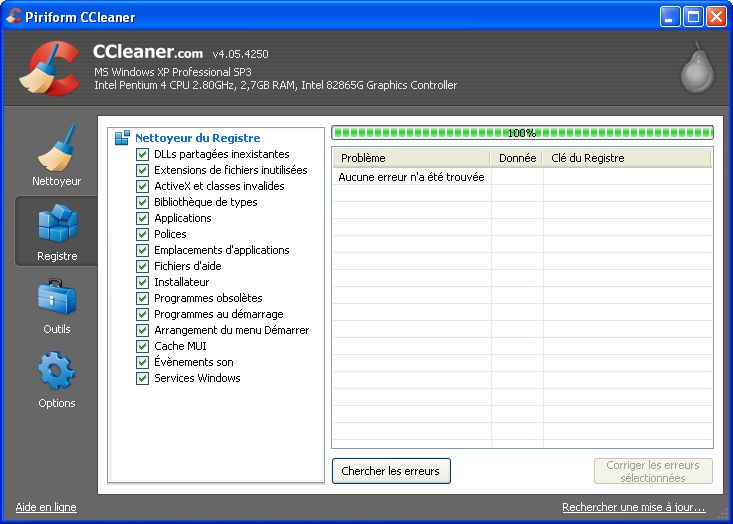 Piriform CCleaner
CCleaner.com v4.05.4250
MS Windows XP Professional SP3
Intel Pentium 4 CPU 2.80GHz, 2,7GB RAM, Intel 82865G Graphics Controller
Nettoyeur
Registre
Outils
Options
Nettoyeur du Registre
DLLs partagées inexistantes
Extensions de fichiers inutilisées
ActiveX et classes invalides
Bibliothèque de types
Applications
Polices
Emplacements d'applications
Fichiers d'aide
Installateur
Programmes obsolètes
Programmes au démarrage
Arrangement du menu Démarrer
Cache MUI
Évènements son
Services Windows
100%
Problème Donnée Clé du Registre
Aucune erreur n'a été trouvée
Chercher les erreurs
Corriger les erreurs
sélectionnées
Aide en ligne
Rechercher une mise à jour...